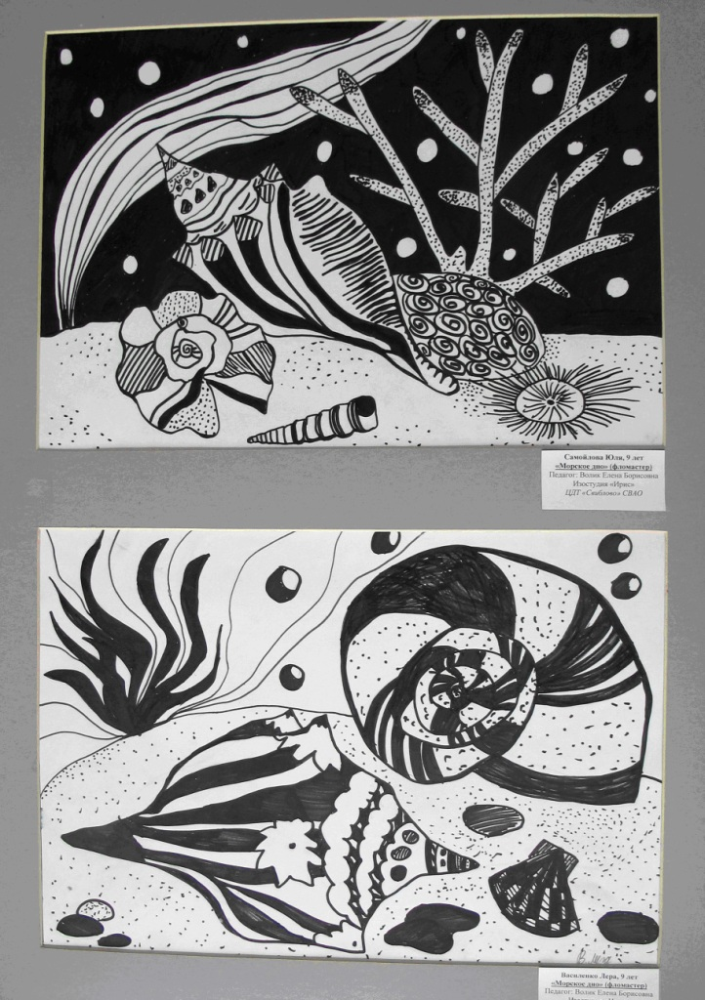 Самойлова Юля, 9 лет
«Морское дно» (фломастер)
Педагог: Волик Елена Борисовна
Изостудия «Ирис»
ЦДТ «Свиблово» СВАО
Василенко Лера, 9 лет
«Морское дно» (фломастер)
Педагог: Волик Елена Борисовна